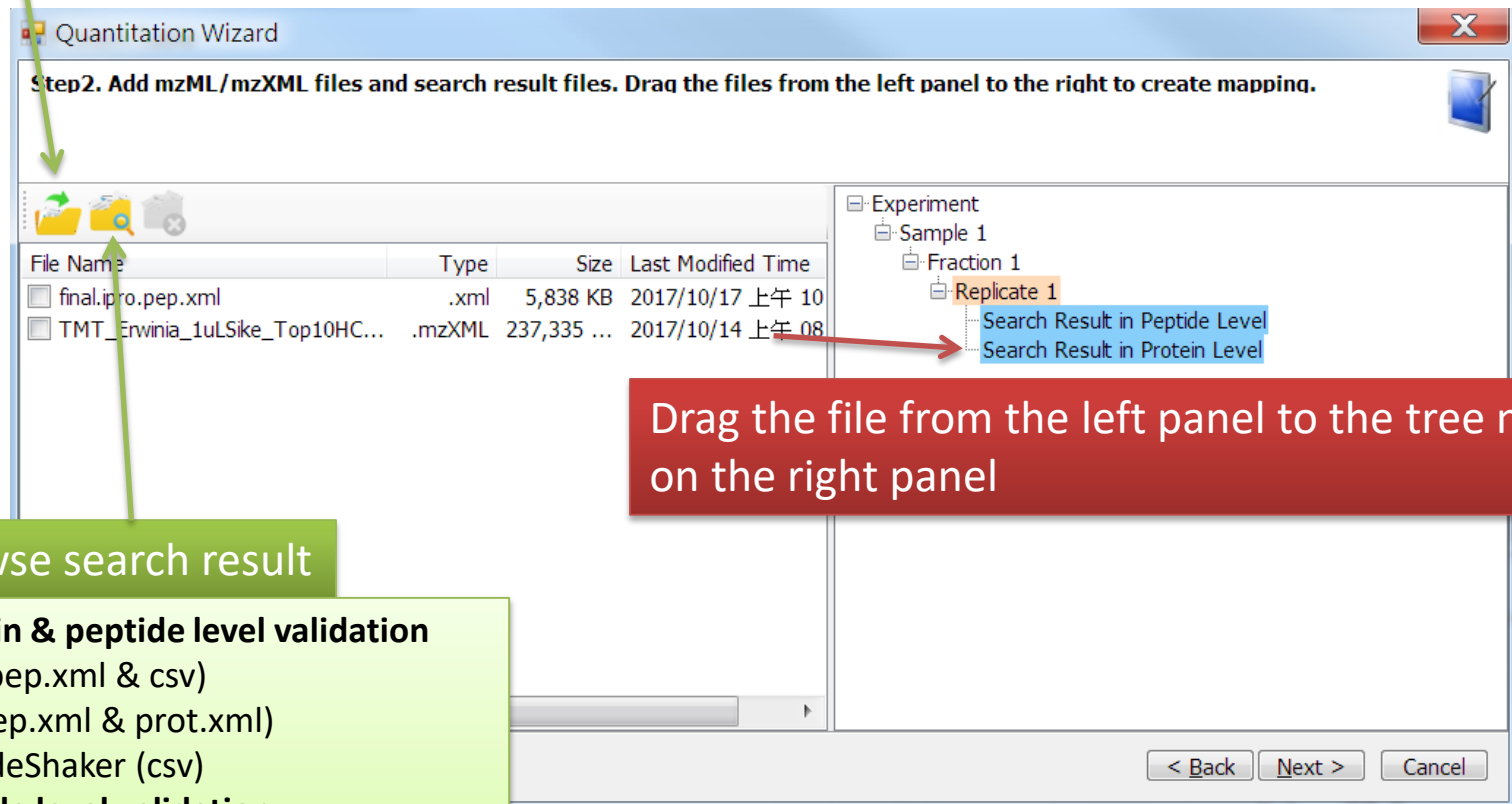 Quantitation Wizard
Step2. Add mzML/mzXML files and search result files. Drag the files from the left panel to the right to create mapping.
File Name Type Size Last Modified Time
final.ipro.pep.xml .xml 5,838 KB 2017/10/17 上午 10
TMT_Erwinia_1uLSike_Top10HC... .mzXML 237,335 ... 2017/10/14 上午 08
Experiment
Sample 1
Fraction 1
Replicate 1
Search Result in Peptide Level
Search Result in Protein Level
Drag the file from the left panel to the tree
on the right panel
search result
& peptide level validation
pep.xml & csv)
ep.xml & prot.xml)
deShaker (csv)
level validation
< Back Next > Cancel